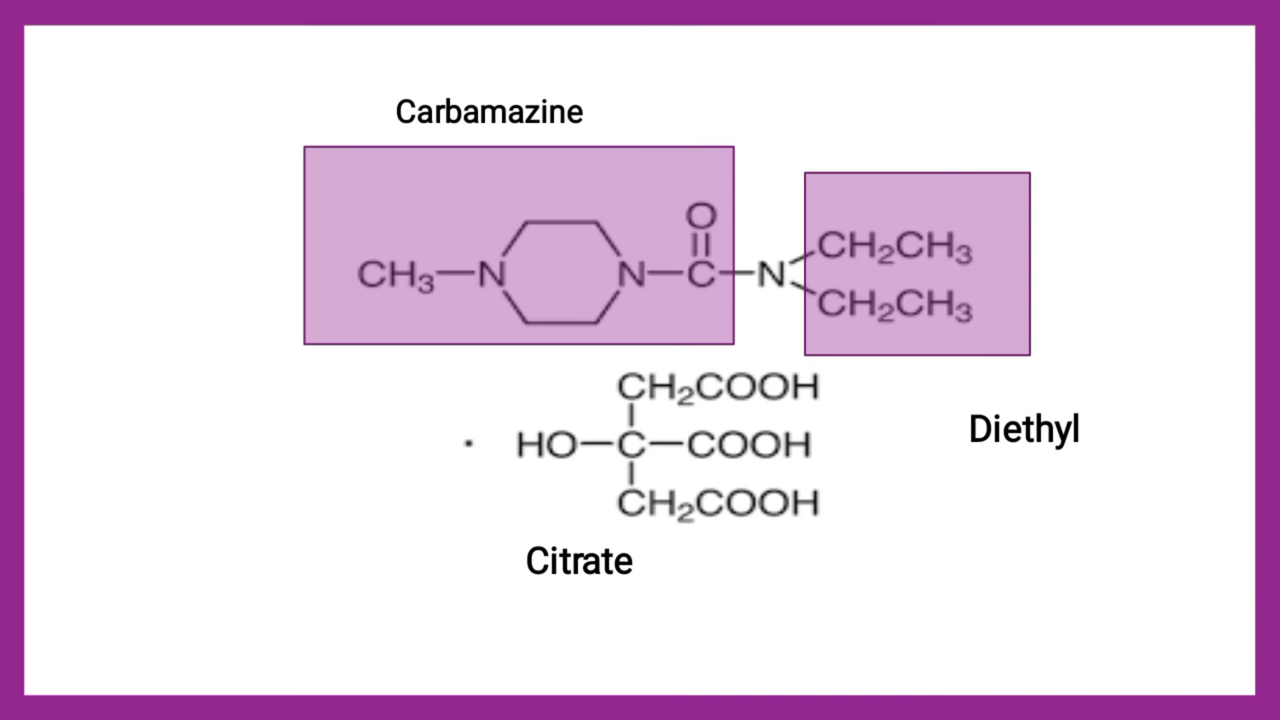 Carbamazine
O
CH₃—N N—C—N CH₂CH₃
CH₂CH₃
CH₂COOH
· HO—C—COOH
CH₂COOH
Diethyl
Citrate